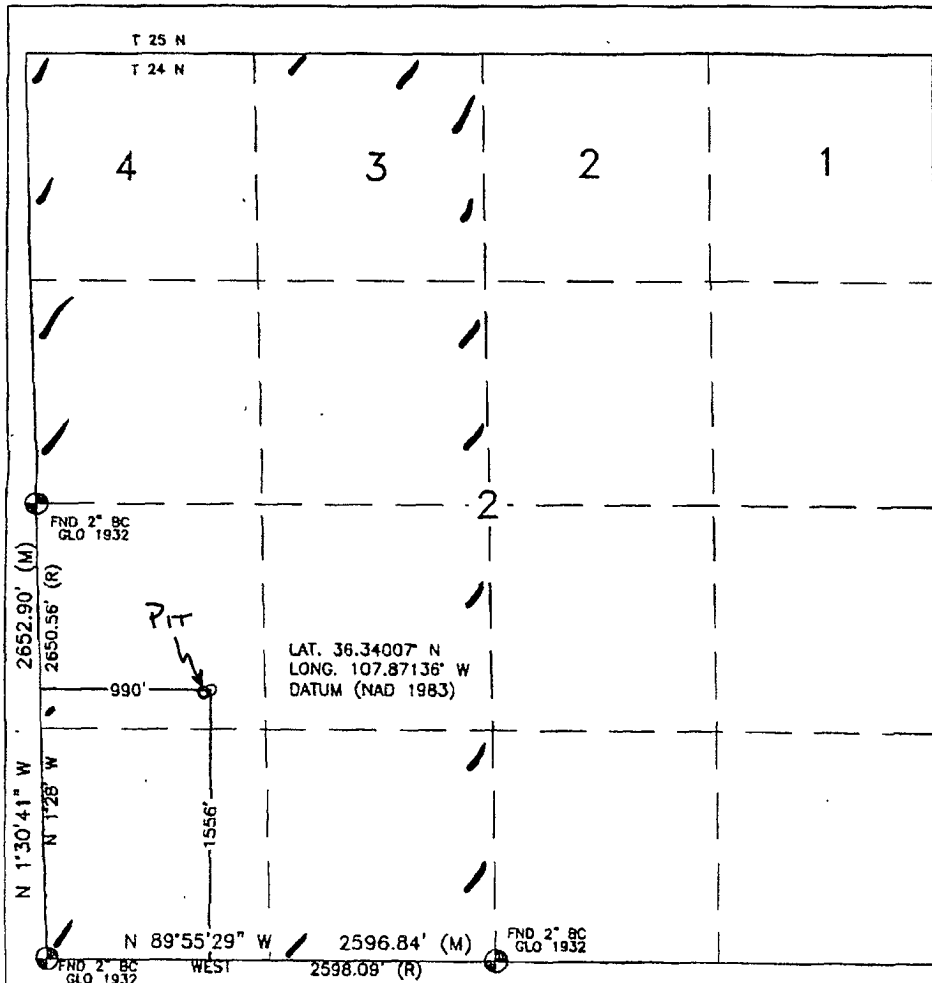 T 25 N
T 24 N
4 3 2 1
2
FND 2" BC
GLO 1932
2652.90' (M)
2650.56' (R)
PIT
LAT. 36.34007° N
LONG. 107.87136° W
DATUM (NAD 1983)
990'
1556'
N 1°30'41" W
N 1°28' W
N 89°55'29" W 2596.84' (M)
WEST 2598.09' (R)
FND 2" BC
GLO 1932
FND 2" BC
GLO 1932